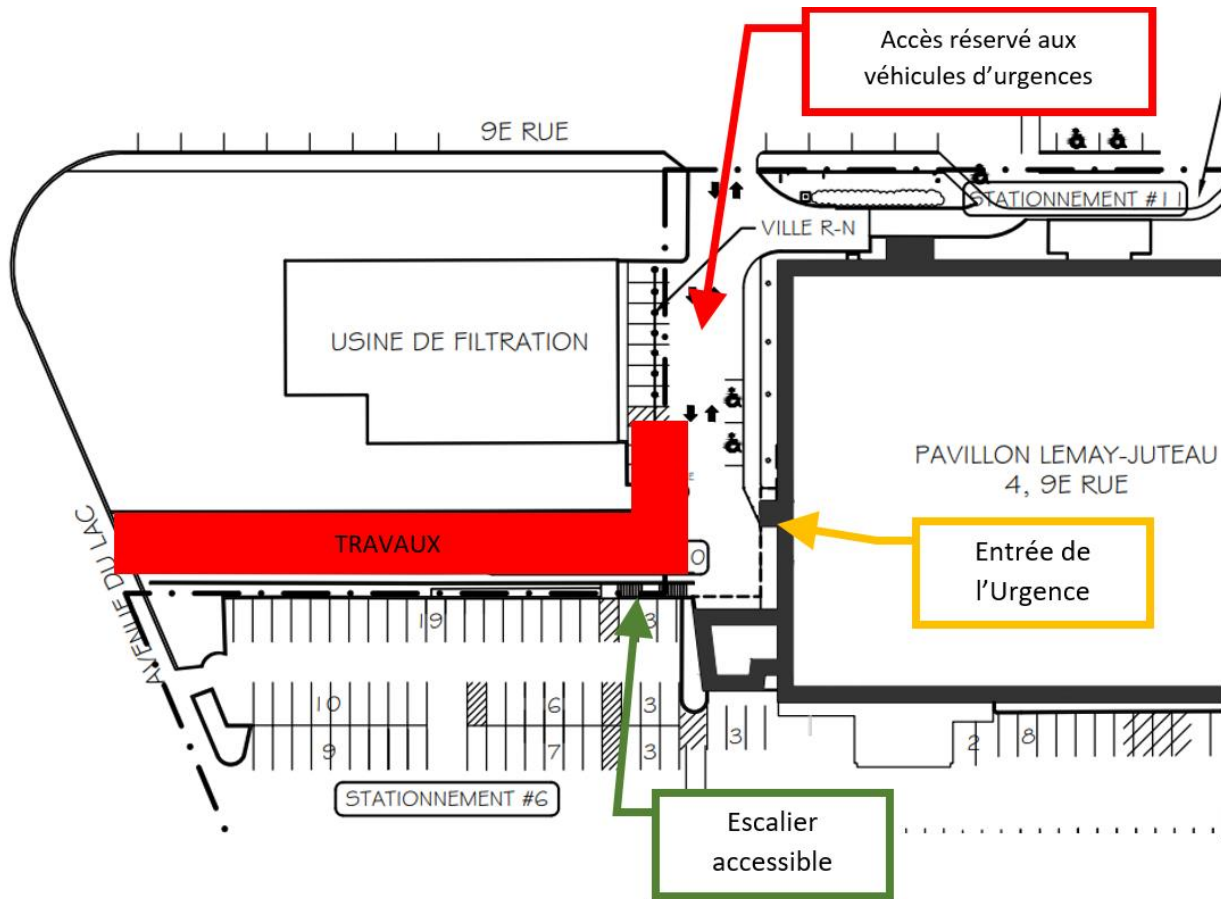 Accès réservé aux
véhicules d’urgences
9E RUE
STATIONNEMENT #11
VILLE R-N
USINE DE FILTRATION
PAVILLON LEMAY-JUTEAU
4, 9E RUE
Entrée de
l’Urgence
TRAVAUX
AVENUE DU LAC
19
3
10
6
3
9
7
3
3
2
8
STATIONNEMENT #6
Escalier
accessible